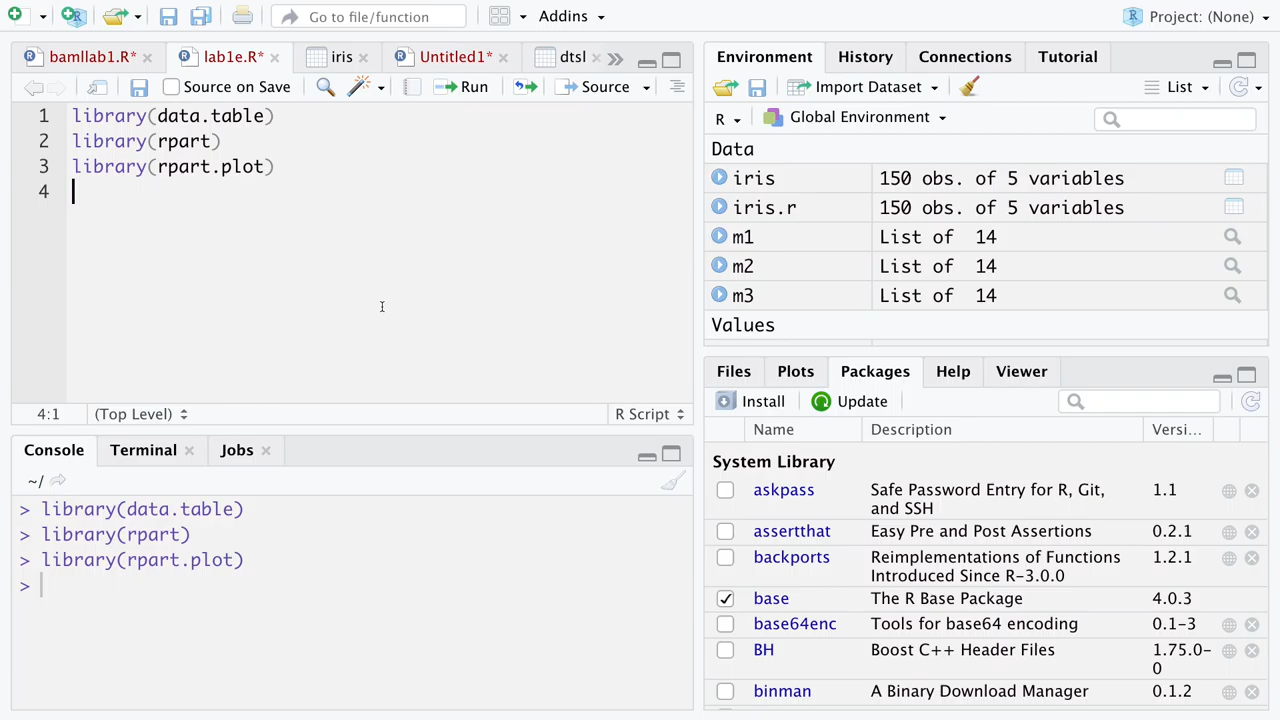 Go to file/function
Addins
Project: (None)
bamllab1.R*
lab1e.R*
iris
Untitled1*
dtsl
Source on Save
Run
Source
1 library(data.table)
2 library(rpart)
3 library(rpart.plot)
4
4:1
(Top Level)
R Script
Console
Terminal
Jobs
~/
> library(data.table)
> library(rpart)
> library(rpart.plot)
>
Environment
History
Connections
Tutorial
Import Dataset
List
R
Global Environment
Data
iris 150 obs. of 5 variables
iris.r 150 obs. of 5 variables
m1 List of 14
m2 List of 14
m3 List of 14
Values
Files
Plots
Packages
Help
Viewer
Install
Update
Name Description Versi...
System Library
askpass Safe Password Entry for R, Git, 1.1
and SSH
assertthat Easy Pre and Post Assertions 0.2.1
backports Reimplementations of Functions 1.2.1
Introduced Since R-3.0.0
base The R Base Package 4.0.3
base64enc Tools for base64 encoding 0.1-3
BH Boost C++ Header Files 1.75.0-
0
binman A Binary Download Manager 0.1.2